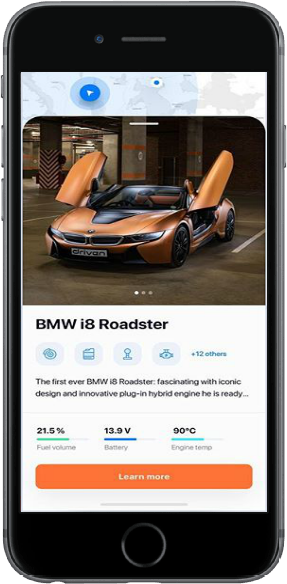 drivan
BMW i8 Roadster
+12 others
The first ever BMW i8 Roadster: fascinating with iconic
design and innovative plug-in hybrid engine he is ready...
21.5 % 13.9 V 90°C
Fuel volume Battery Engine temp
Learn more